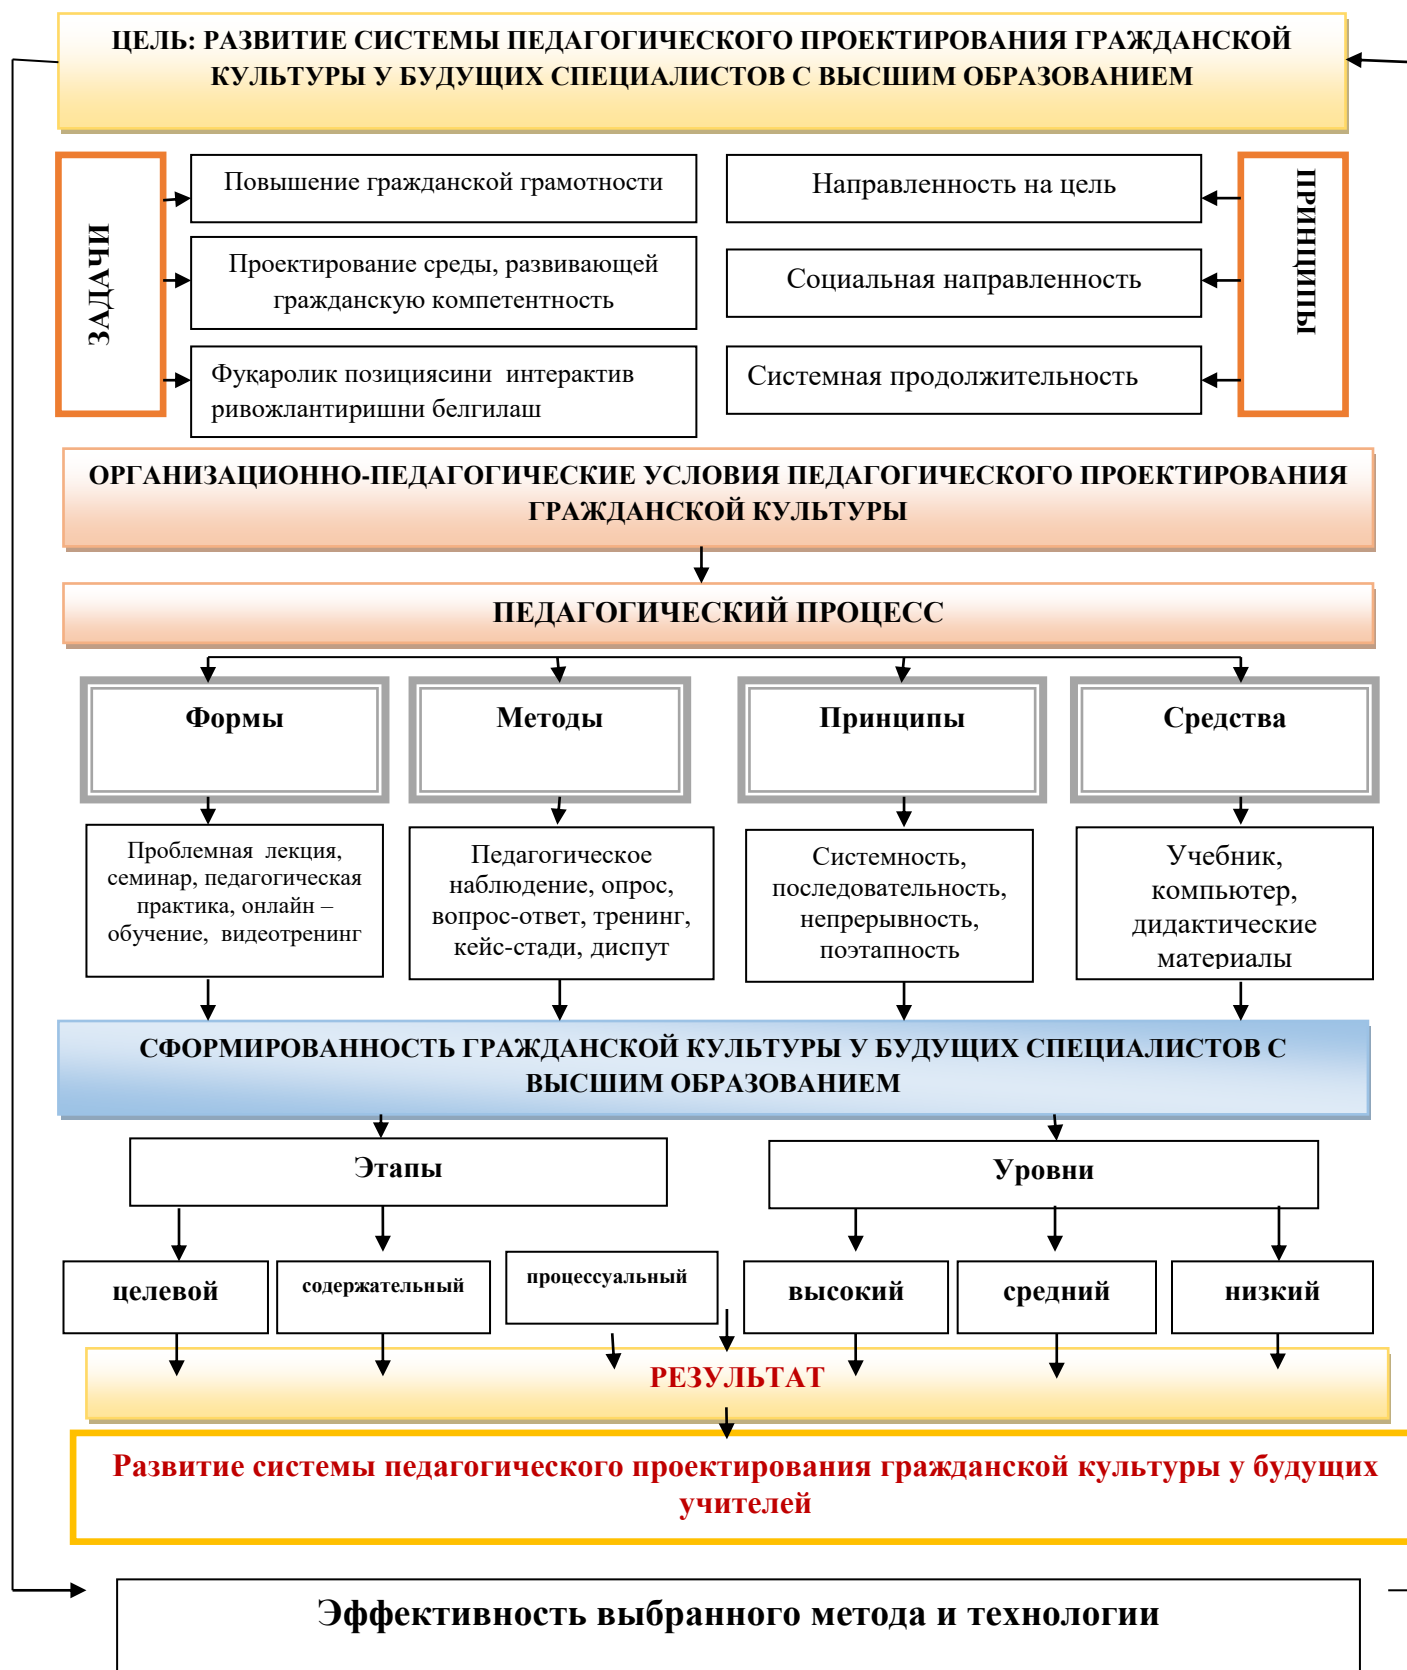 ЦЕЛЬ: РАЗВИТИЕ СИСТЕМЫ ПЕДАГОГИЧЕСКОГО ПРОЕКТИРОВАНИЯ ГРАЖДАНСКОЙ
КУЛЬТУРЫ У БУДУЩИХ СПЕЦИАЛИСТОВ С ВЫСШИМ ОБРАЗОВАНИЕМ
ЗАДАЧИ
Повышение гражданской грамотности
Проектирование среды, развивающей
гражданскую компетентность
Фуқаролик позициясини интерактив
ривожлантиришни белгилаш
Направленность на цель
Социальная направленность
Системная продолжительность
ПРИНЦИПЫ
ОРГАНИЗАЦИОННО-ПЕДАГОГИЧЕСКИЕ УСЛОВИЯ ПЕДАГОГИЧЕСКОГО ПРОЕКТИРОВАНИЯ
ГРАЖДАНСКОЙ КУЛЬТУРЫ
ПЕДАГОГИЧЕСКИЙ ПРОЦЕСС
Формы
Методы
Принципы
Средства
Проблемная лекция,
семинар, педагогическая
практика, онлайн –
обучение, видеотренинг
Педагогическое
наблюдение, опрос,
вопрос-ответ, тренинг,
кейс-стади, диспут
Системность,
последовательность,
непрерывность,
поэтапность
Учебник,
компьютер,
дидактические
материалы
СФОРМИРОВАННОСТЬ ГРАЖДАНСКОЙ КУЛЬТУРЫ У БУДУЩИХ СПЕЦИАЛИСТОВ С
ВЫСШИМ ОБРАЗОВАНИЕМ
Этапы
Уровни
целевой
содержательный
процессуальный
высокий
средний
низкий
РЕЗУЛЬТАТ
Развитие системы педагогического проектирования гражданской культуры у будущих
учителей
Эффективность выбранного метода и технологии